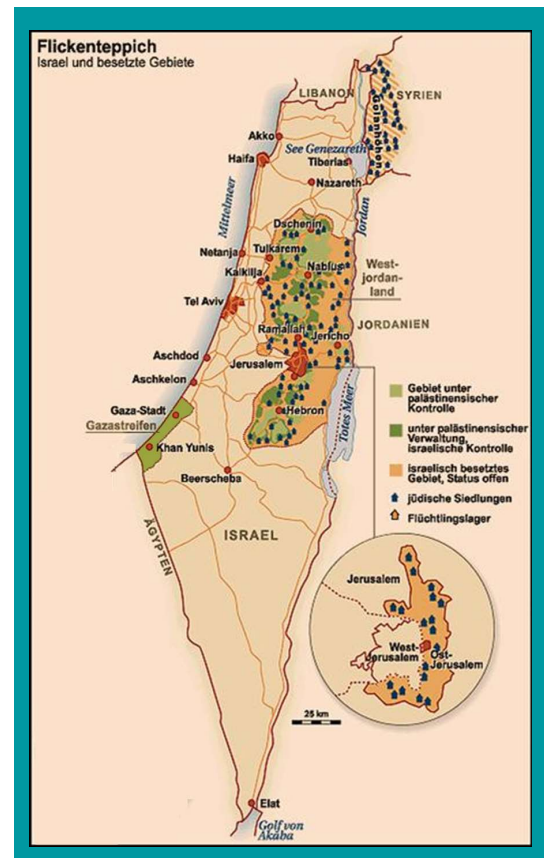 Flickenteppich
Israel und besetzte Gebiete
LIBANON
SYRIEN
Golanhöhen
Akko
See Genezareth
Haifa
Tiberias
Nazareth
Mittelmeer
Jordan
Dschenin
Netanja
Tulkarem
Kalkilja
Nablus
West-
jordan-
land
Tel Aviv
Ramallah
JORDANIEN
Jericho
Aschdod
Jerusalem
Aschkelon
Totes Meer
Gaza-Stadt
Hebron
Gazastreifen
Khan Yunis
Beerscheba
Gebiet unter
palästinensischer
Kontrolle
unter palästinensischer
Verwaltung,
israelische Kontrolle
israelisch besetztes
Gebiet, Status offen
jüdische Siedlungen
Flüchtlingslager
ÄGYPTEN
ISRAEL
Jerusalem
West-
Jerusalem
Ost-
Jerusalem
25 km
Elat
Golf von
Akaba